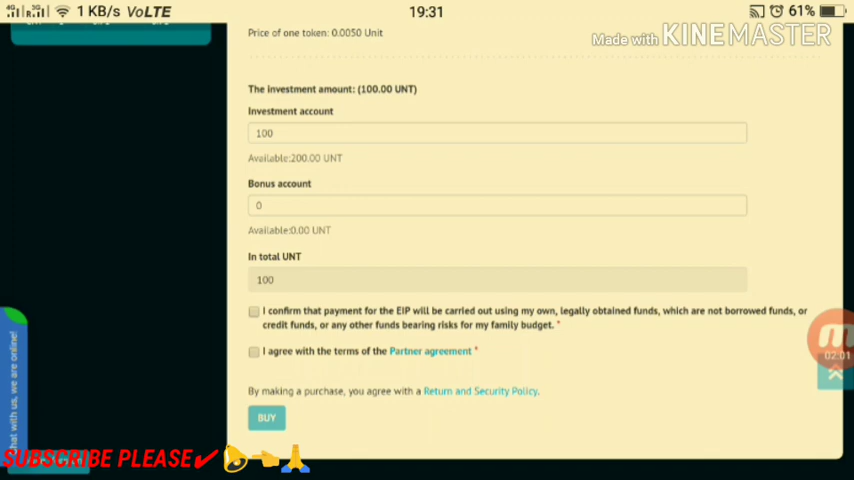 4G 3G R 1 KB/s VoLTE 19:31 61%
Price of one token: 0.0050 Unit
Made with KINEMASTER
The investment amount: (100.00 UNT)
Investment account
100
Available:200.00 UNT
Bonus account
0
Available:0.00 UNT
In total UNT
100
I confirm that payment for the EIP will be carried out using my own, legally obtained funds, which are not borrowed funds, or
credit funds, or any other funds bearing risks for my family budget. *
I agree with the terms of the Partner agreement *
02:01
By making a purchase, you agree with a Return and Security Policy.
BUY
hat with us, we are online!
SUBSCRIBE PLEASE✔🔔👈🙏